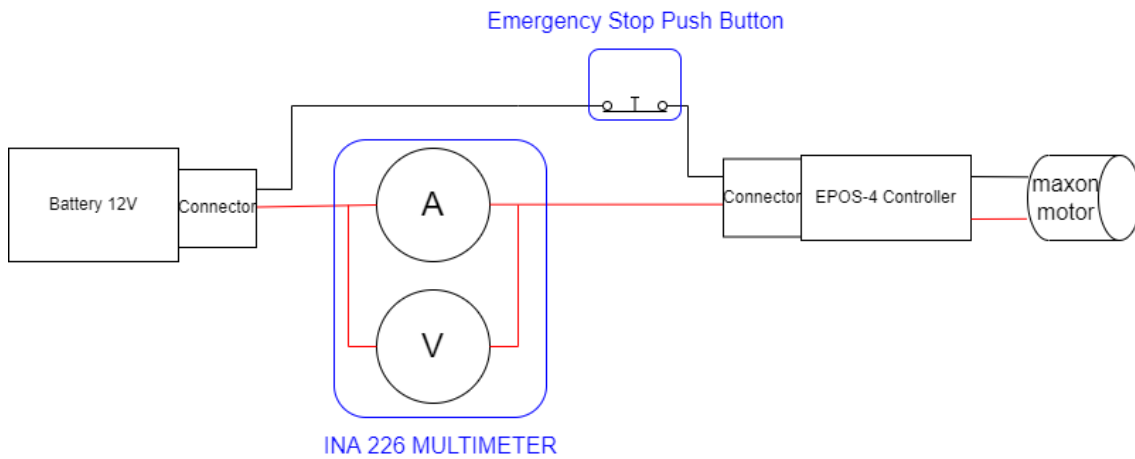 Emergency Stop Push Button
T
Battery 12V
Connector
A
V
INA 226 MULTIMETER
Connector
EPOS-4 Controller
maxon
motor